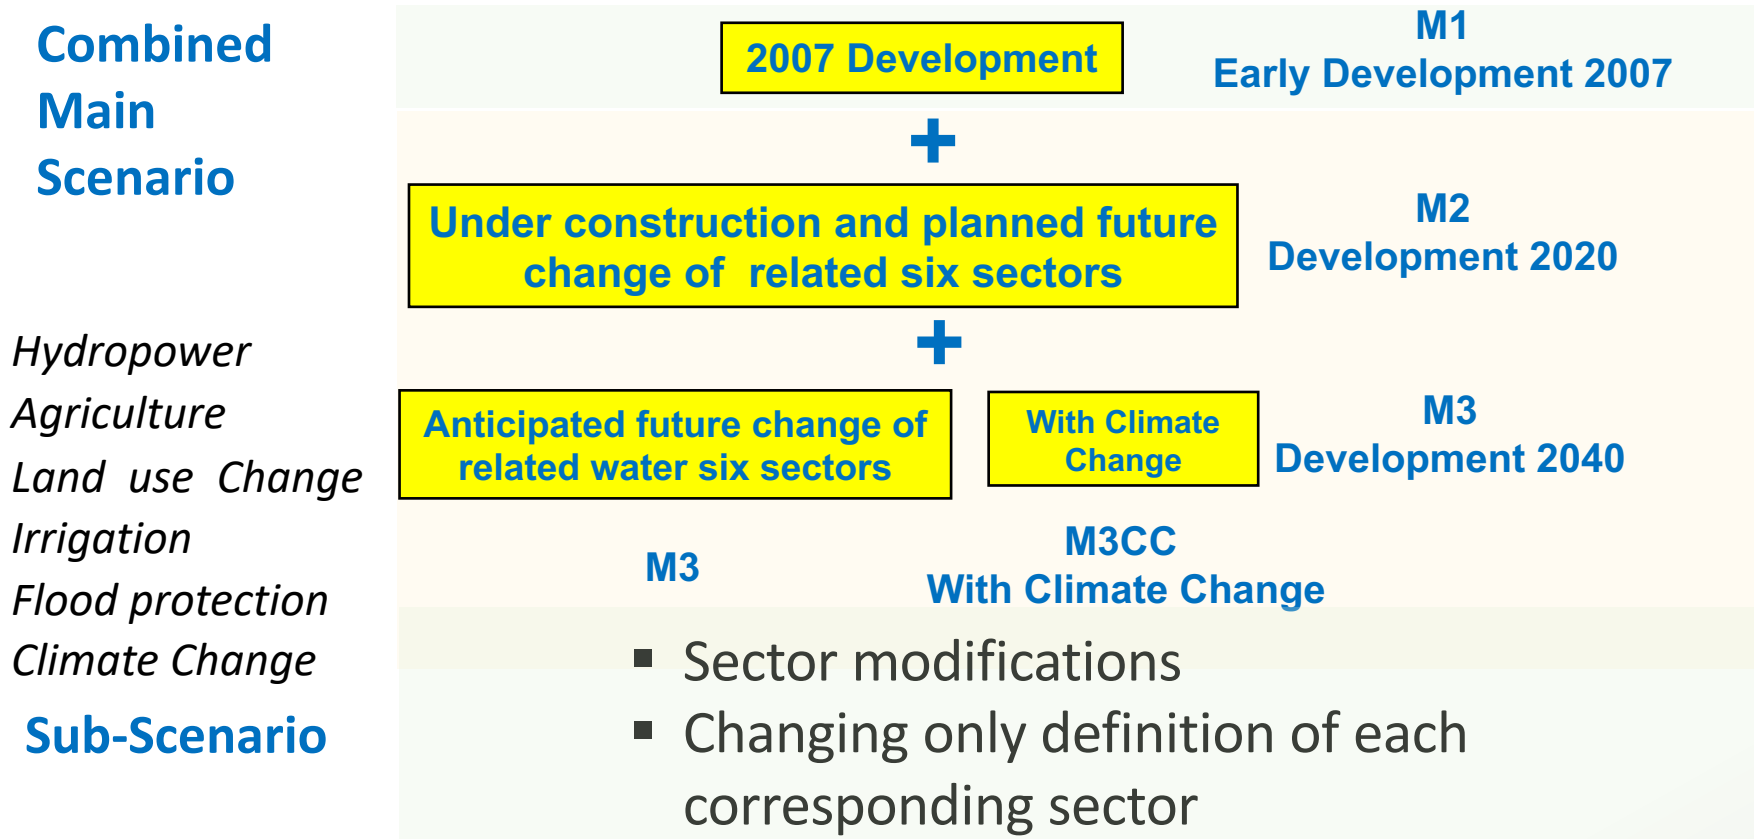 Combined
Main
Scenario
2007 Development
M1
Early Development 2007
+
Under construction and planned future
change of related six sectors
M2
Development 2020
+
Hydropower
Agriculture
Land use Change
Irrigation
Flood protection
Climate Change
Anticipated future change of
related water six sectors
With Climate
Change
M3
Development 2040
M3
M3CC
With Climate Change
Sub-Scenario
▪ Sector modifications
▪ Changing only definition of each
corresponding sector